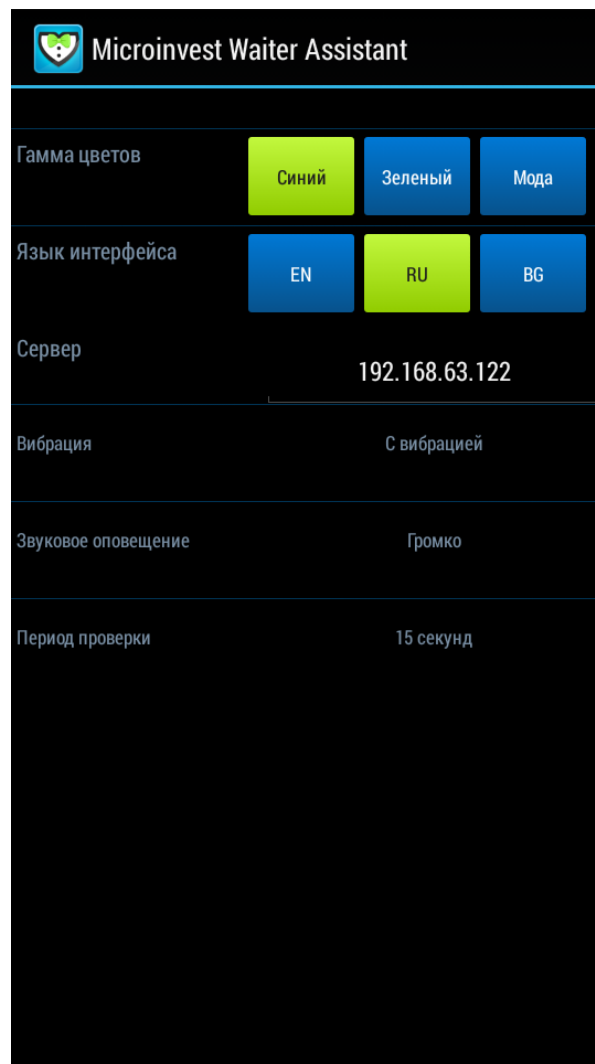 Microinvest Waiter Assistant
Гамма цветов
Синий Зеленый Мода
Язык интерфейса
EN RU BG
Сервер
192.168.63.122
Вибрация С вибрацией
Звуковое оповещение Громко
Период проверки 15 секунд